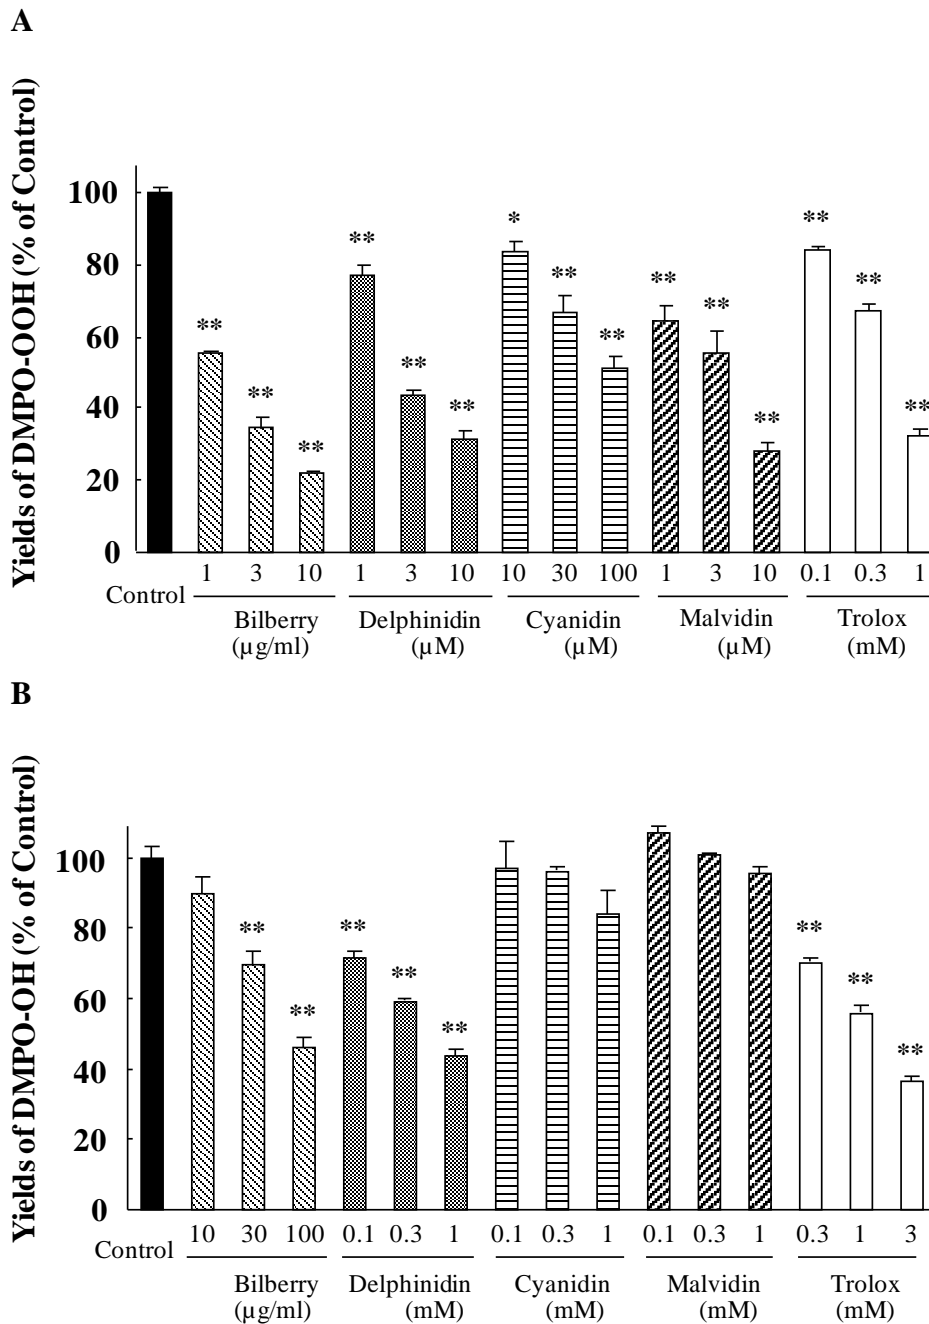 A
Yields of DMPO-OOH (% of Control)
100
80
60
40
20
0
** ** ** ** ** ** * ** ** ** ** ** ** ** **
Control 1 3 10 1 3 10 10 30 100 1 3 10 0.1 0.3 1
Bilberry Delphinidin Cyanidin Malvidin Trolox
(µg/ml) (µM) (µM) (µM) (mM)
B
Yields of DMPO-OH (% of Control)
100
80
60
40
20
0
** ** ** ** ** ** ** **
Control 10 30 100 0.1 0.3 1 0.1 0.3 1 0.1 0.3 1 0.3 1 3
Bilberry Delphinidin Cyanidin Malvidin Trolox
(µg/ml) (mM) (mM) (mM) (mM)